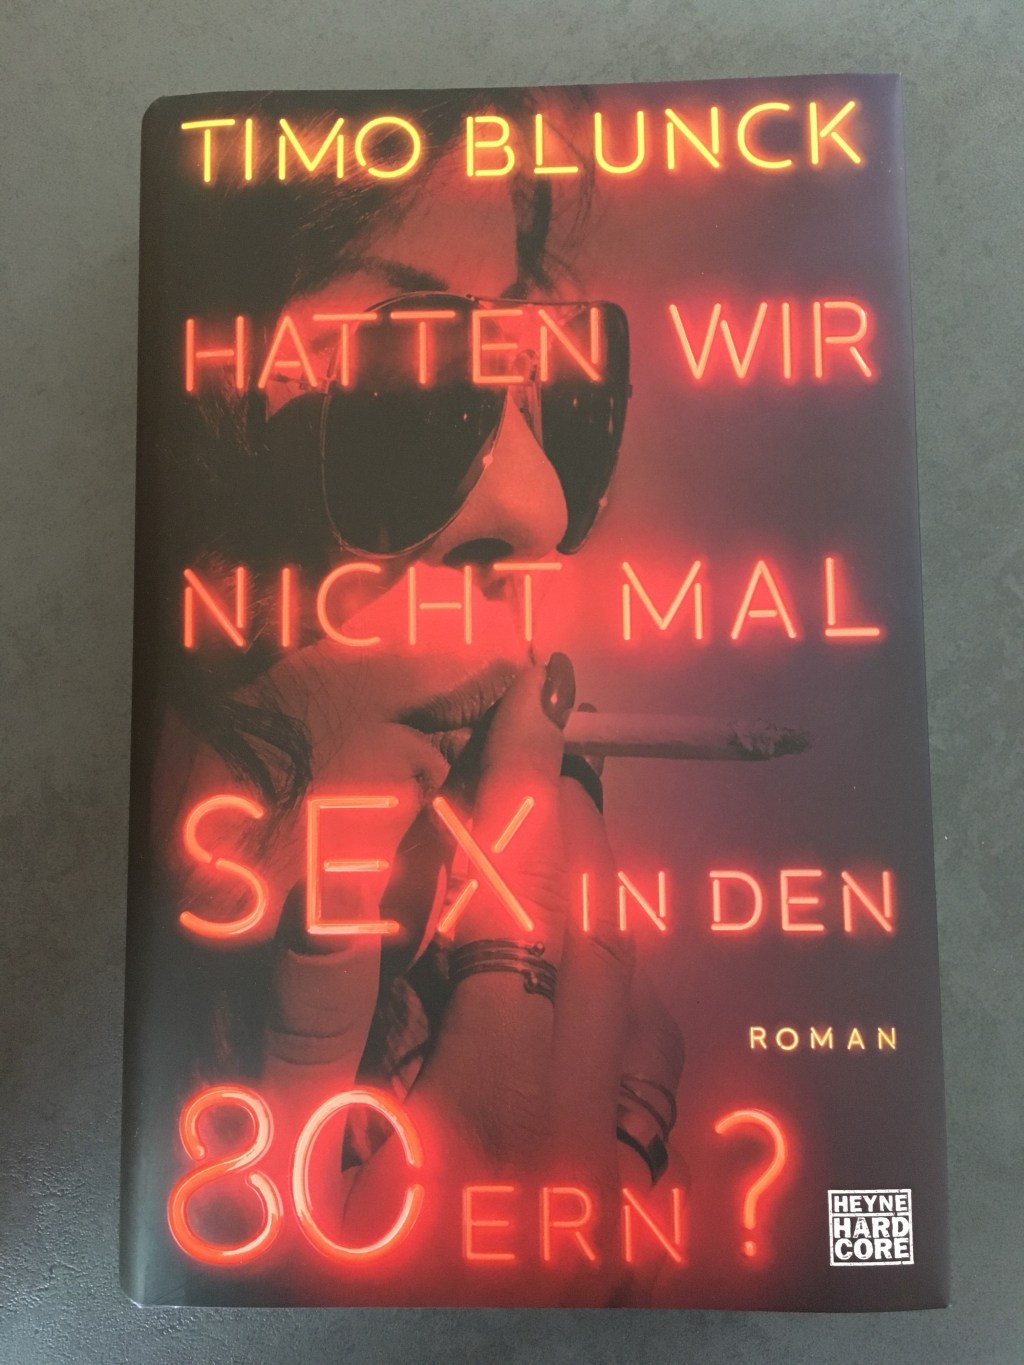 TIMO BLUNCK
HATTEN WIR
NICHT MAL
SEX IN DEN
ROMAN
80ERN?
HEYNE
HARD
CORE